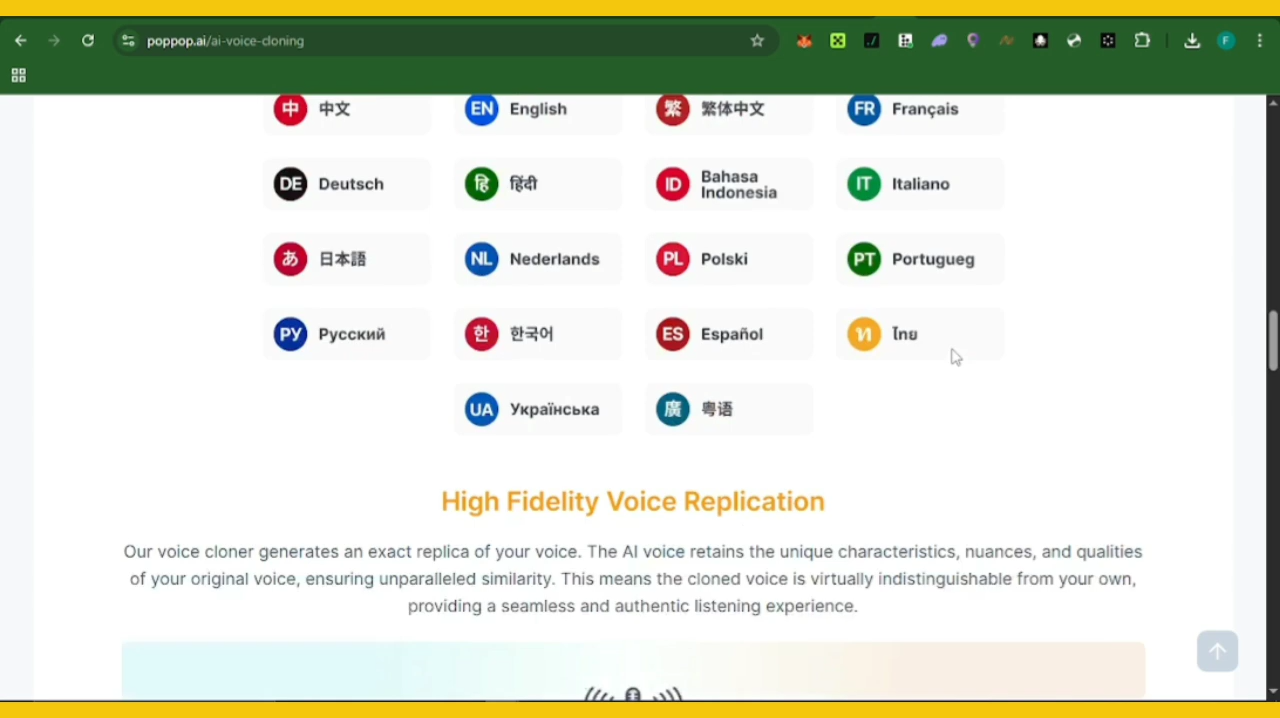 poppop.ai/ai-voice-cloning
F
中 中文
EN English
繁 繁体中文
FR Français
DE Deutsch
हि हिंदी
ID Bahasa
Indonesia
IT Italiano
あ 日本語
NL Nederlands
PL Polski
PT Portugueg
РУ Русский
한 한국어
ES Español
ท ไทย
UA Українська
廣 粤语
High Fidelity Voice Replication
Our voice cloner generates an exact replica of your voice. The AI voice retains the unique characteristics, nuances, and qualities
of your original voice, ensuring unparalleled similarity. This means the cloned voice is virtually indistinguishable from your own,
providing a seamless and authentic listening experience.